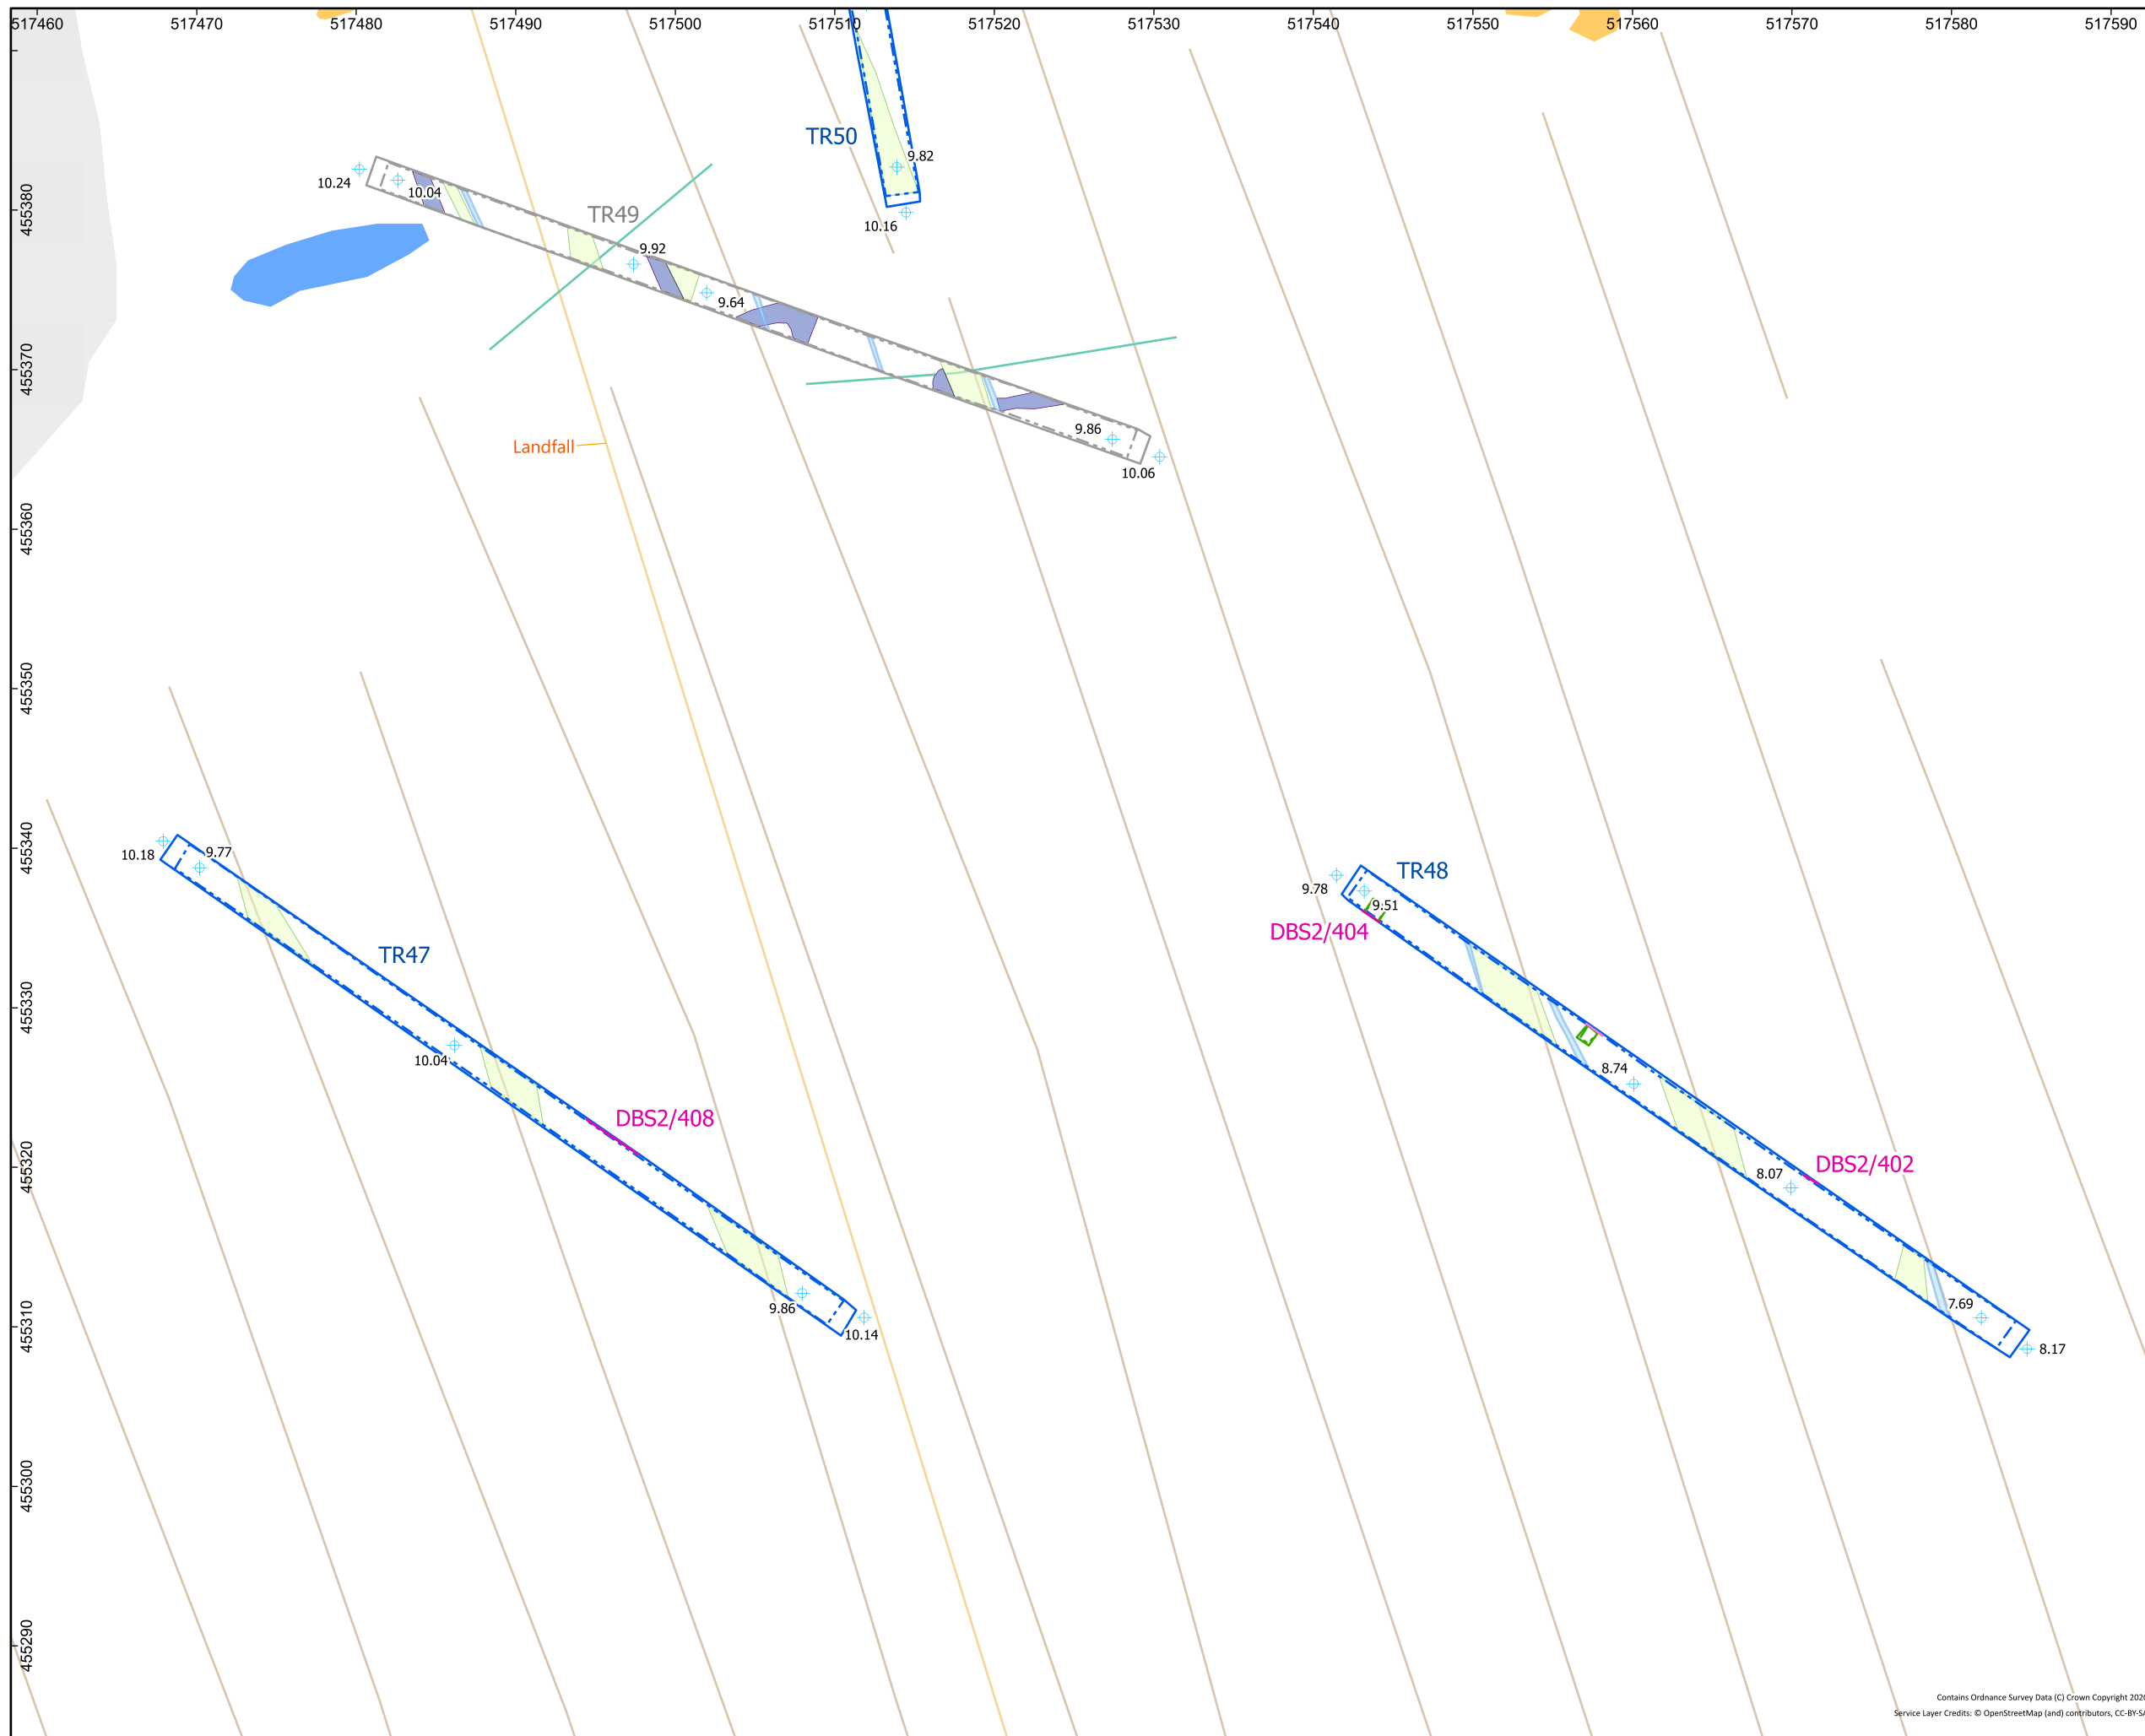 517460 517470 517480 517490 517500 517510 517520 517530 517540 517550 517560 517570 517580 517590
TR50
9.82
10.16
455380
10.24
10.04
TR49
9.92
9.64
455370
Landfall
9.86
10.06
455360
455350
455340
10.18
9.77
TR48
9.78
9.51
DBS2/404
TR47
455330
10.04
8.74
DBS2/408
455320
DBS2/402
8.07
455310
9.86
10.14
7.69
8.17
455300
455290
Contains Ordnance Survey Data (C) Crown Copyright 2020
Service Layer Credits: © OpenStreetMap (and) contributors, CC-BY-SA